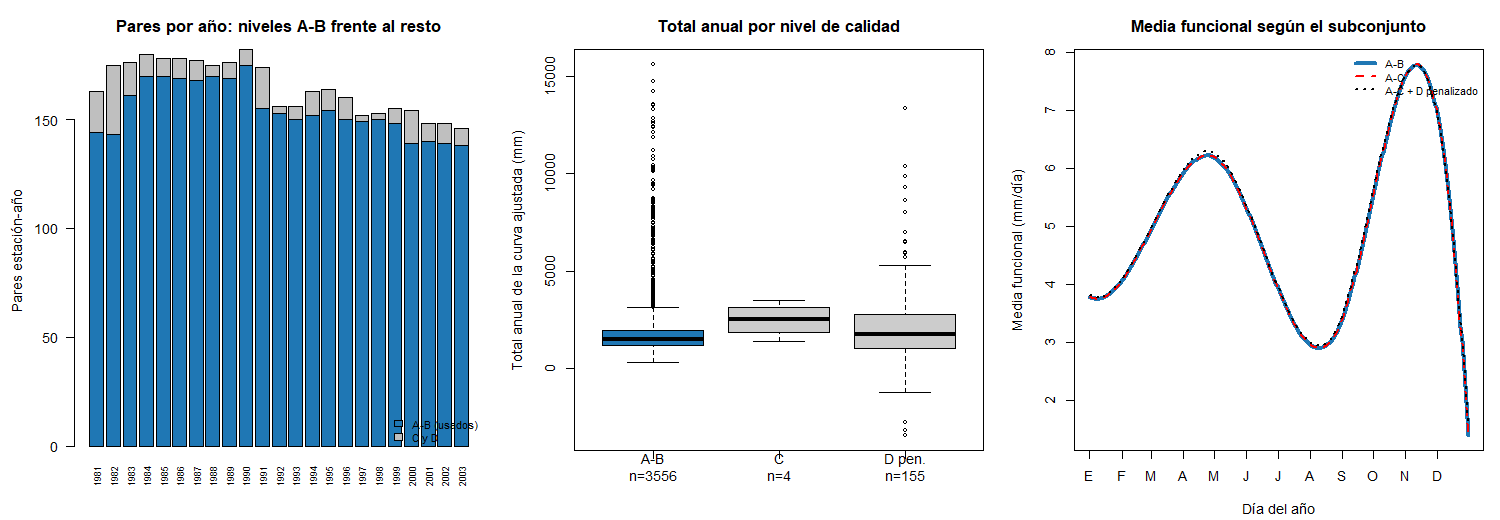 Pares por año: niveles A-B frente al resto
Pares estación-año
150
100
50
0
A-B (usados)
C y D
1981 1982 1983 1984 1985 1986 1987 1988 1989 1990 1991 1992 1993 1994 1995 1996 1997 1998 1999 2000 2001 2002 2003
Total anual por nivel de calidad
Total anual de la curva ajustada (mm)
15000
10000
5000
0
A-B C D pen.
n=3556 n=4 n=155
Media funcional según el subconjunto
Media funcional (mm/día)
8
7
6
5
4
3
2
A-B
A-C
A-C + D penalizado
E F M A M J J A S O N D
Día del año